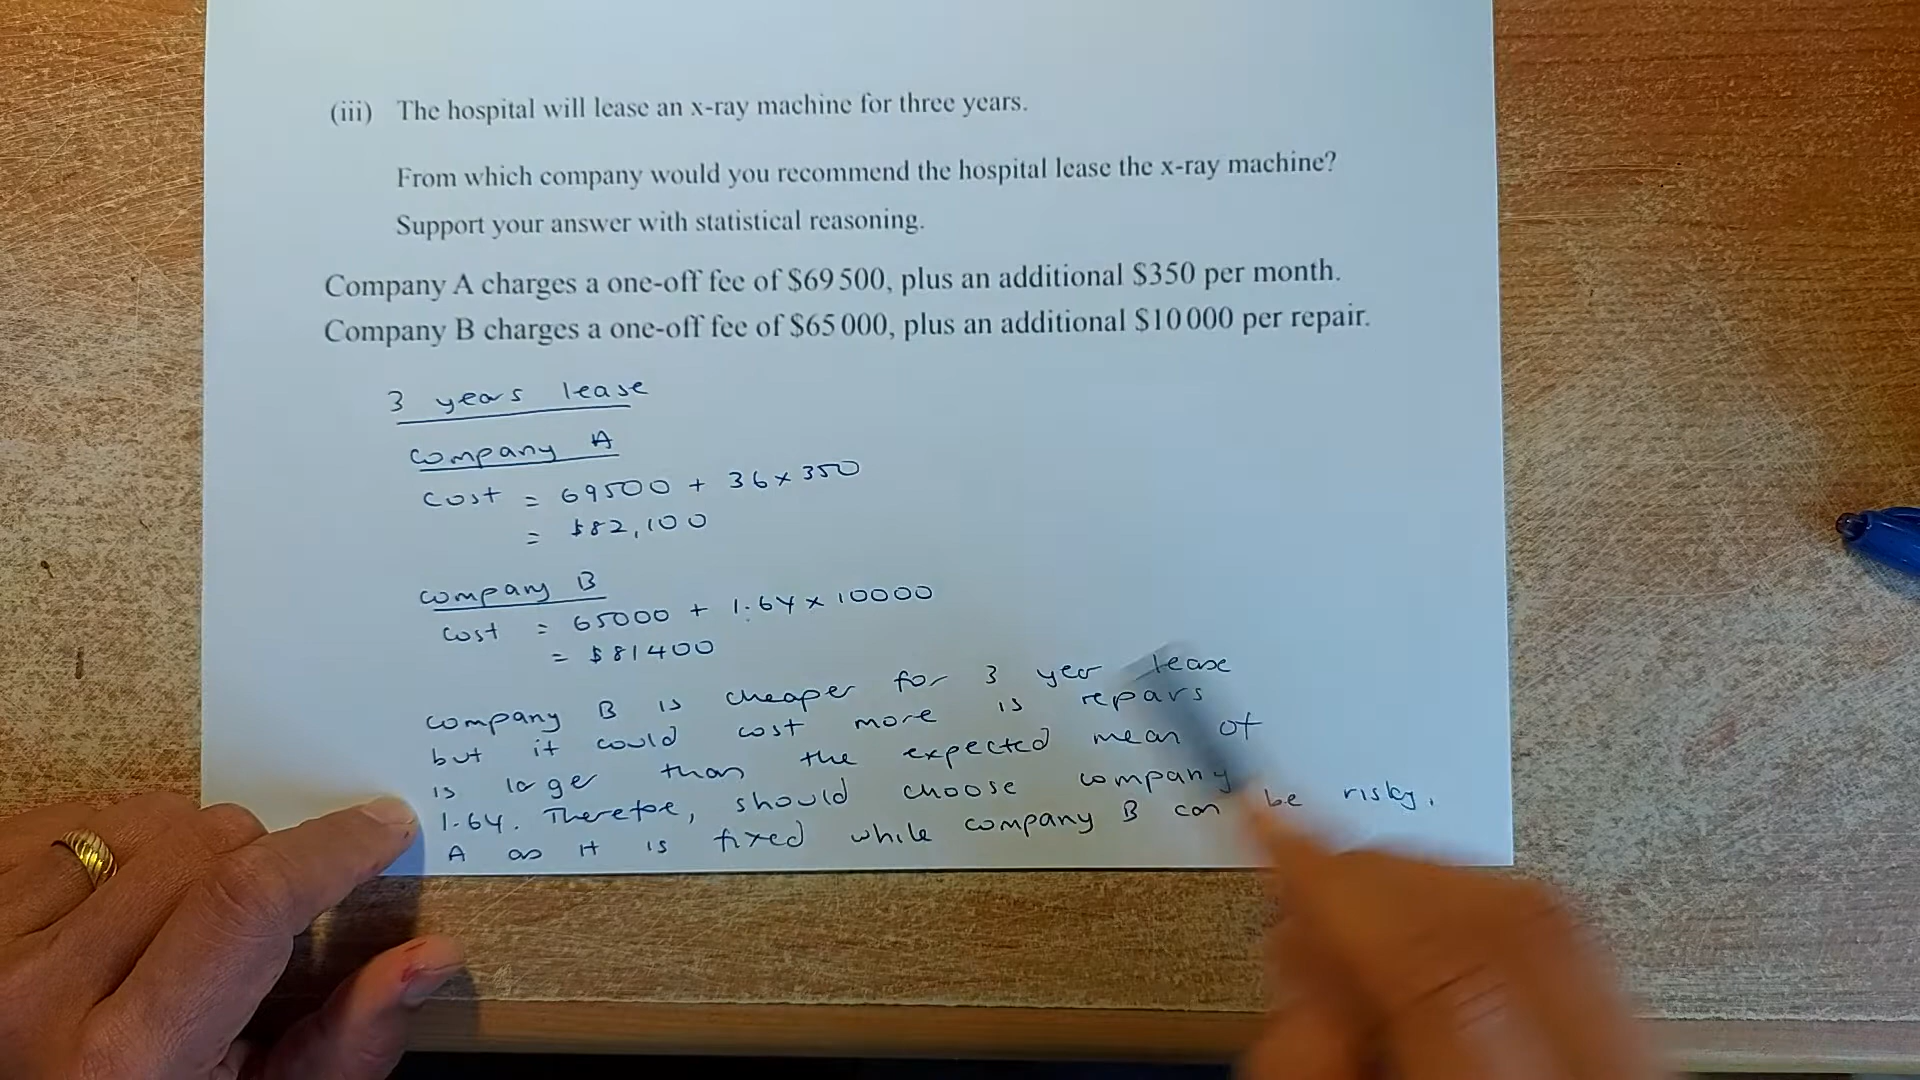 (iii) The hospital will lease an x-ray machine for three years.
From which company would you recommend the hospital lease the x-ray machine?
Support your answer with statistical reasoning.
Company A charges a one-off fee of $69 500, plus an additional $350 per month.
Company B charges a one-off fee of $65 000, plus an additional $10 000 per repair.
3 years lease
company A
cost = 69500 + 36 × 350
= $82,100
company B
cost = 65000 + 1.64 × 10000
= $81400
company B is cheaper for 3 year lease
but it could cost more is repairs
is larger than the expected mean of
1.64. Therefore, should choose company
A as it is fixed while company B can be risky.